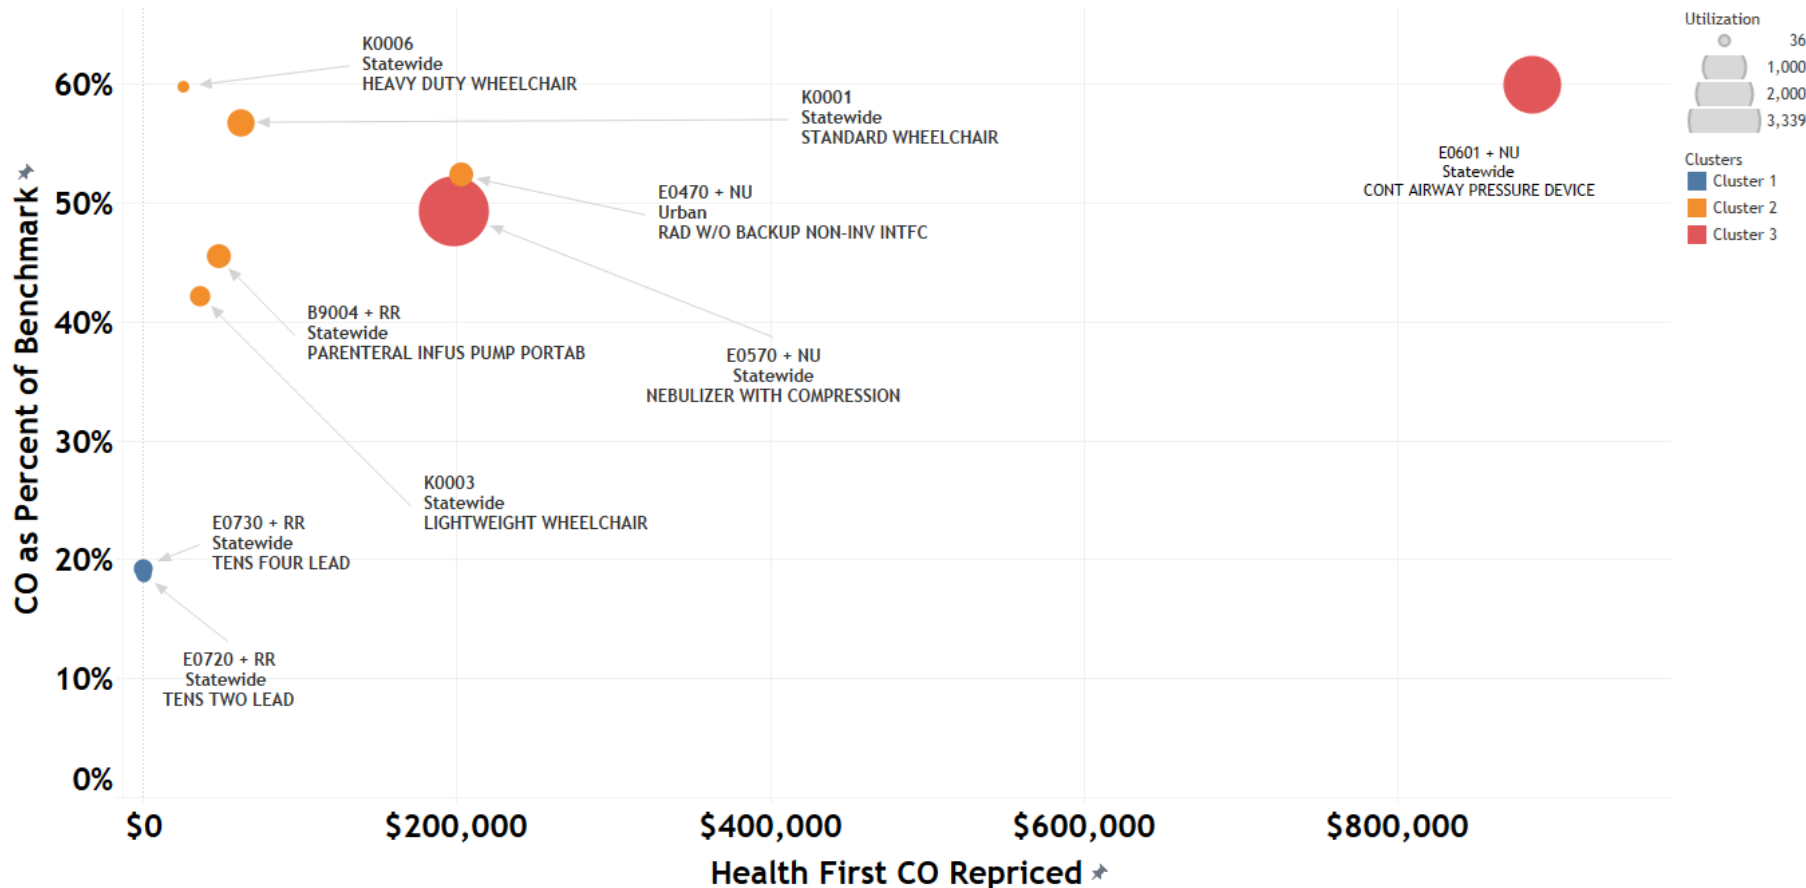 K0006
Statewide
HEAVY DUTY WHEELCHAIR
K0001
Statewide
STANDARD WHEELCHAIR
E0601 + NU
Statewide
CONT AIRWAY PRESSURE DEVICE
E0470 + NU
Urban
RAD W/O BACKUP NON-INV INTFC
B9004 + RR
Statewide
PARENTERAL INFUS PUMP PORTAB
E0570 + NU
Statewide
NEBULIZER WITH COMPRESSION
K0003
Statewide
LIGHTWEIGHT WHEELCHAIR
E0730 + RR
Statewide
TENS FOUR LEAD
E0720 + RR
Statewide
TENS TWO LEAD
CO as Percent of Benchmark
60%
50%
40%
30%
20%
10%
0%
$0
$200,000
$400,000
$600,000
$800,000
Health First CO Repriced
Utilization
36
1,000
2,000
3,339
Clusters
Cluster 1
Cluster 2
Cluster 3